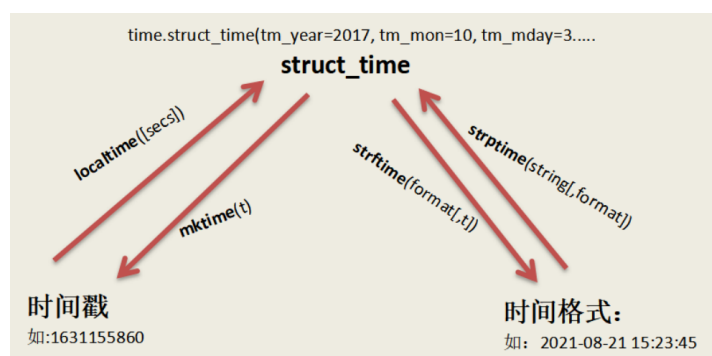 time.struct_time(tm_year=2017, tm_mon=10, tm_mday=3.....
struct_time
localtime([secs])
mktime(t)
strftime(format[,t])
strptime(string[,format])
时间戳
如:1631155860
时间格式：
如：2021-08-21 15:23:45